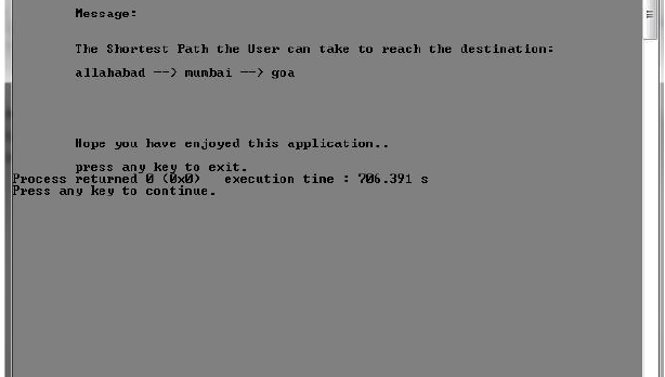 Message:
The Shortest Path the User can take to reach the destination:
allahabad --> mumbai --> goa
Hope you have enjoyed this application..
press any key to exit.
Process returned 0 (0x0)   execution time : 706.391 s
Press any key to continue.